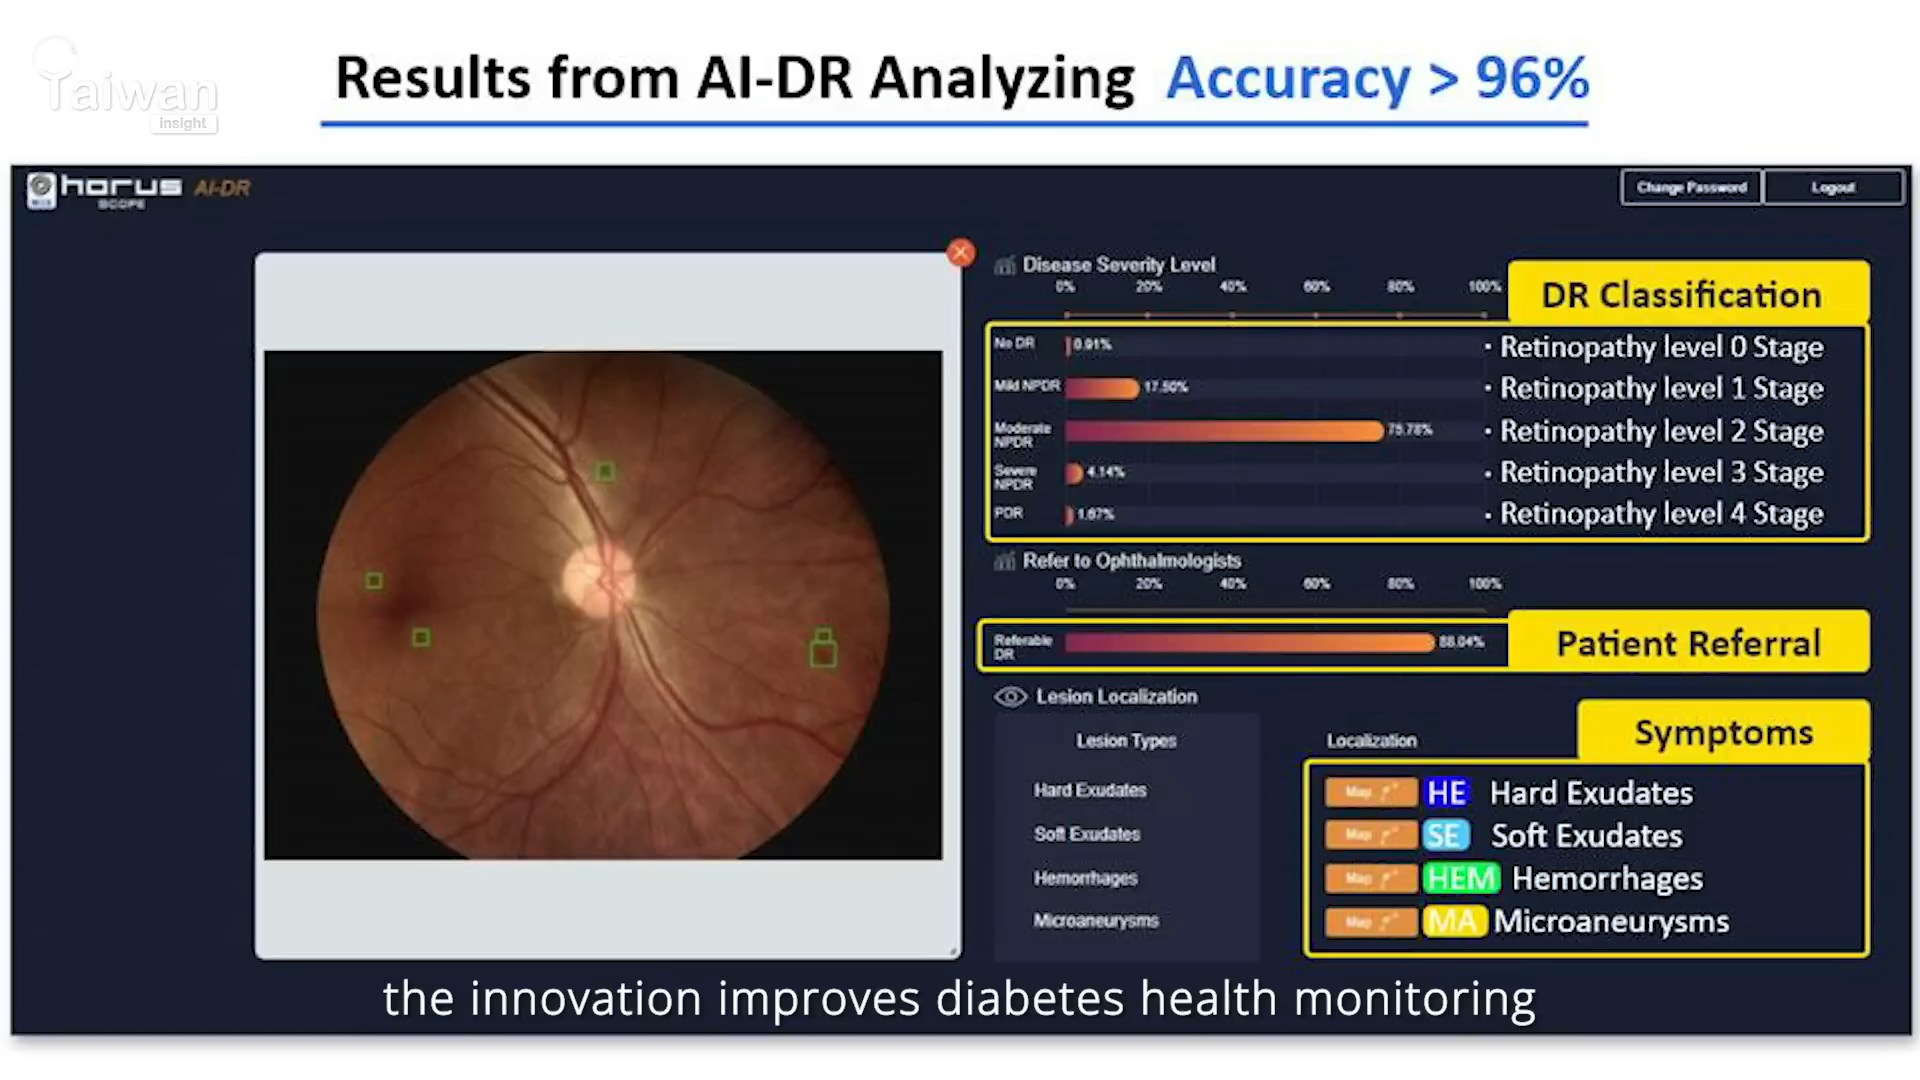 Taiwan
insight
Results from AI-DR Analyzing Accuracy > 96%
horus AI-DR
SCOPE
Change Password
Logout
Disease Severity Level
0% 20% 40% 60% 80% 100%
DR Classification
No DR 0.91% · Retinopathy level 0 Stage
Mild NPDR 17.50% · Retinopathy level 1 Stage
Moderate NPDR 75.78% · Retinopathy level 2 Stage
Severe NPDR 4.14% · Retinopathy level 3 Stage
PDR 1.67% · Retinopathy level 4 Stage
Refer to Ophthalmologists
0% 20% 40% 60% 80% 100%
Referable DR 88.04%
Patient Referral
Lesion Localization
Symptoms
Lesion Types Localization
Hard Exudates Map HE Hard Exudates
Soft Exudates Map SE Soft Exudates
Hemorrhages Map HEM Hemorrhages
Microaneurysms Map MA Microaneurysms
the innovation improves diabetes health monitoring